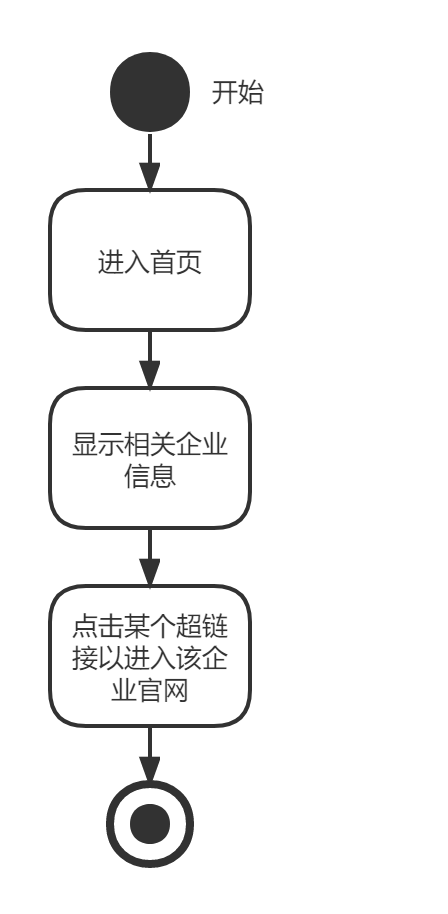 开始
进入首页
显示相关企业
信息
点击某个超链
接以进入该企
业官网